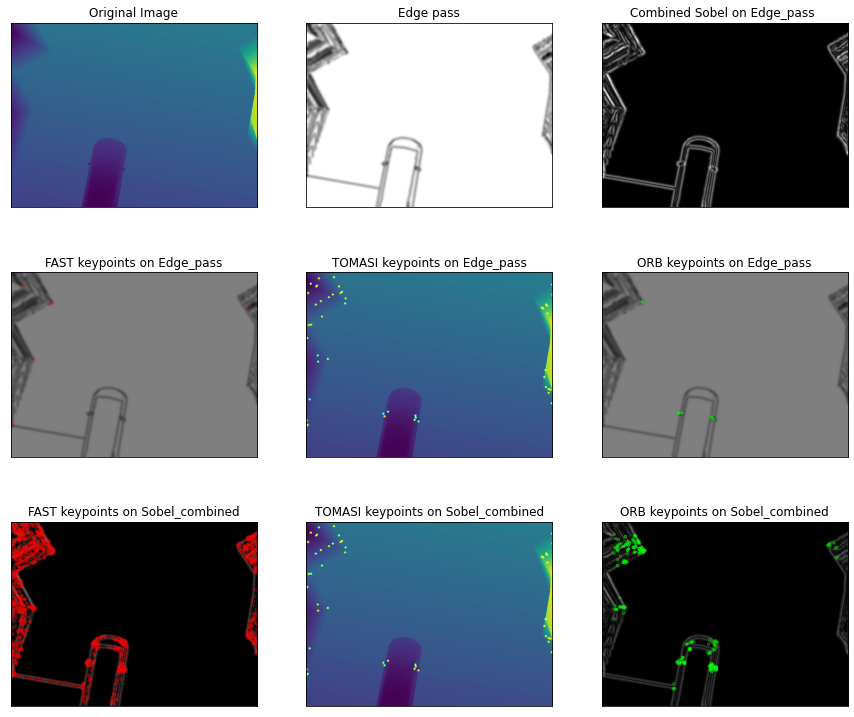 Original Image
Edge pass
Combined Sobel on Edge_pass
FAST keypoints on Edge_pass
TOMASI keypoints on Edge_pass
ORB keypoints on Edge_pass
FAST keypoints on Sobel_combined
TOMASI keypoints on Sobel_combined
ORB keypoints on Sobel_combined